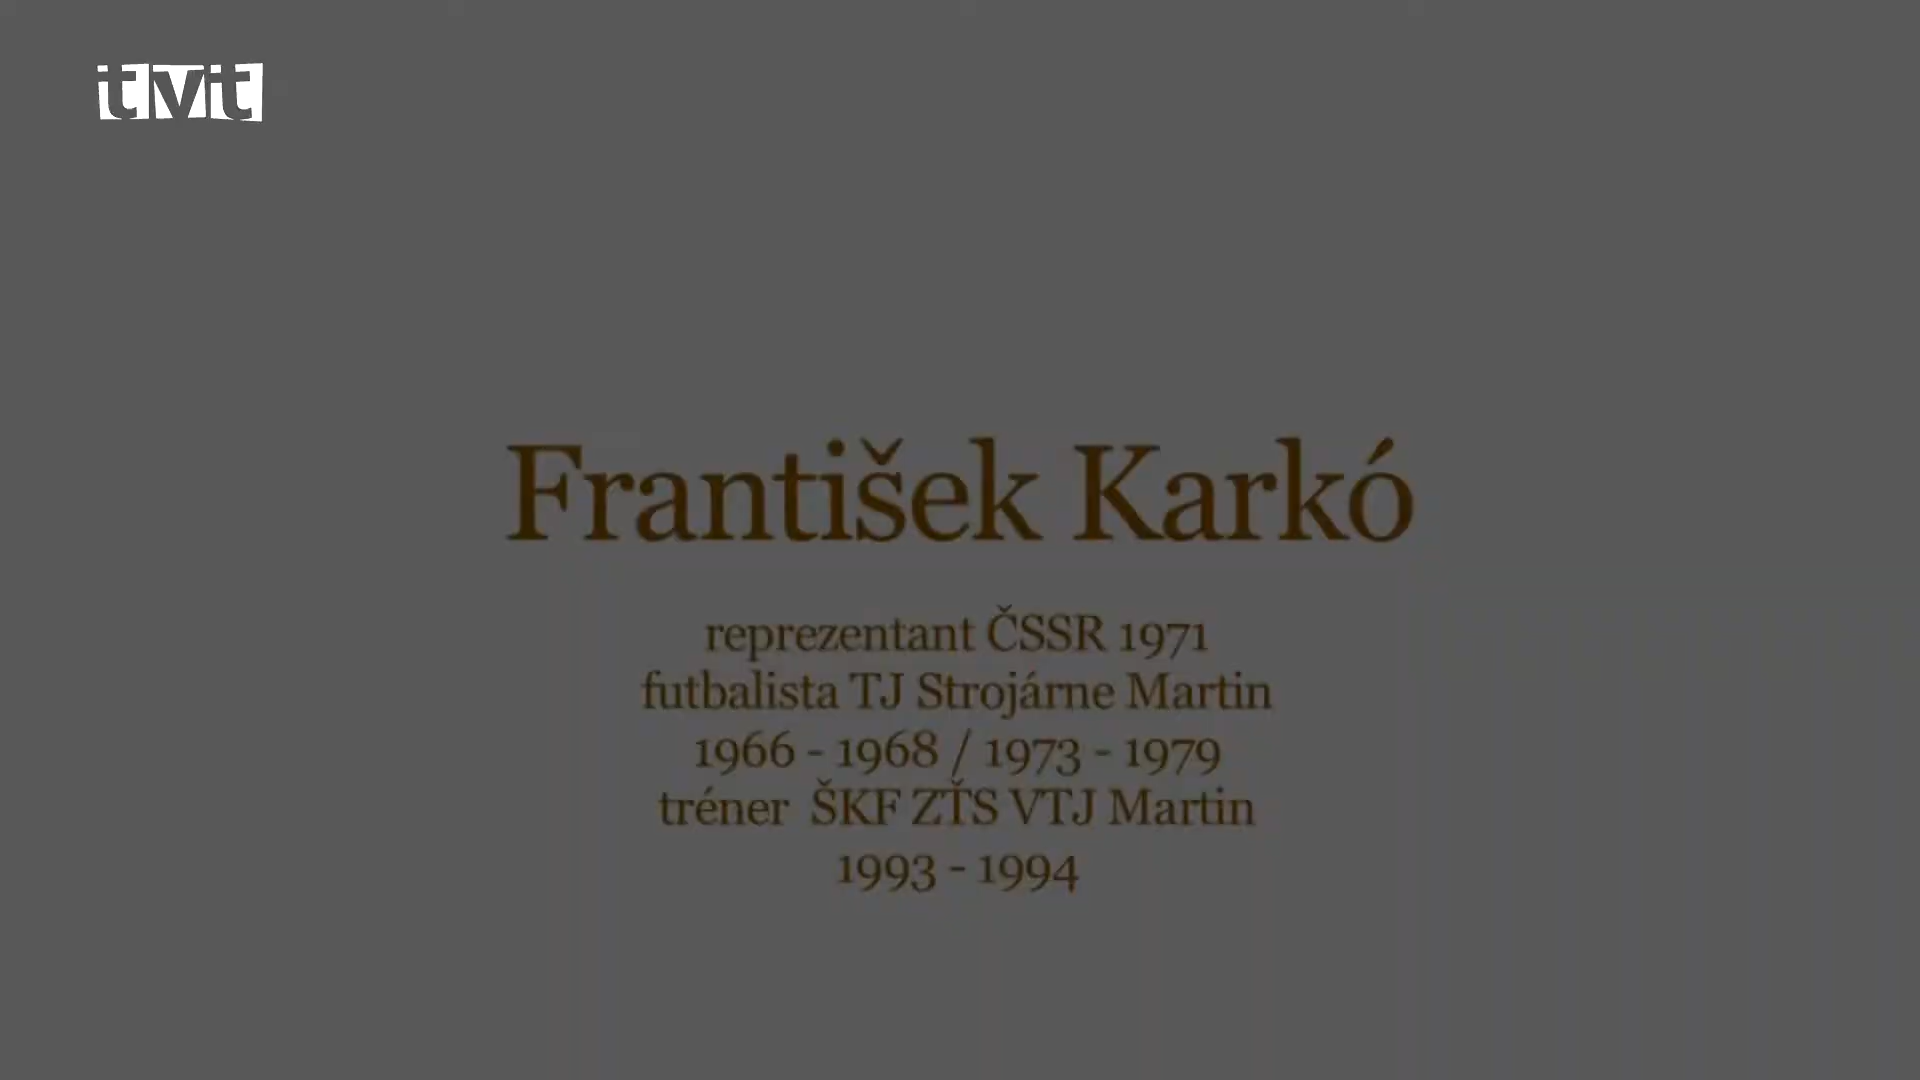 tvit
František Karkó
reprezentant ČSSR 1971
futbalista TJ Strojárne Martin
1966 - 1968 / 1973 - 1979
tréner ŠKF ZŤS VTJ Martin
1993 - 1994